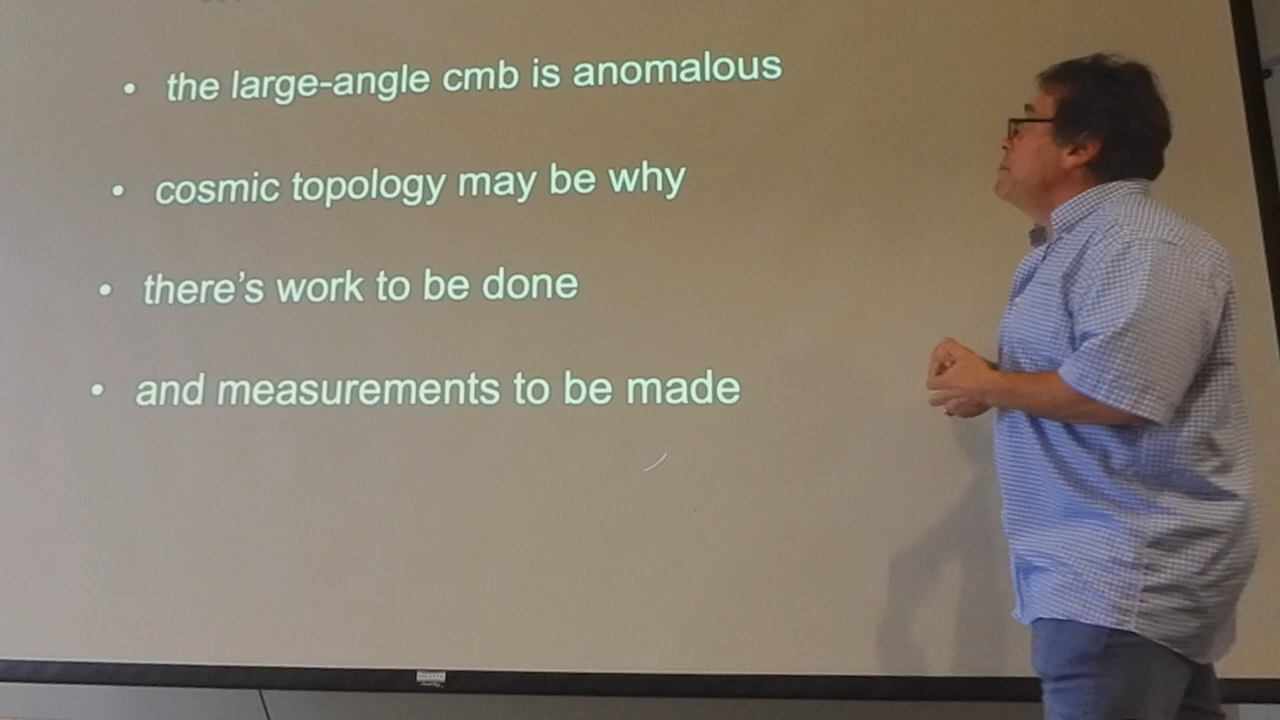 • the large-angle cmb is anomalous
• cosmic topology may be why
• there's work to be done
• and measurements to be made